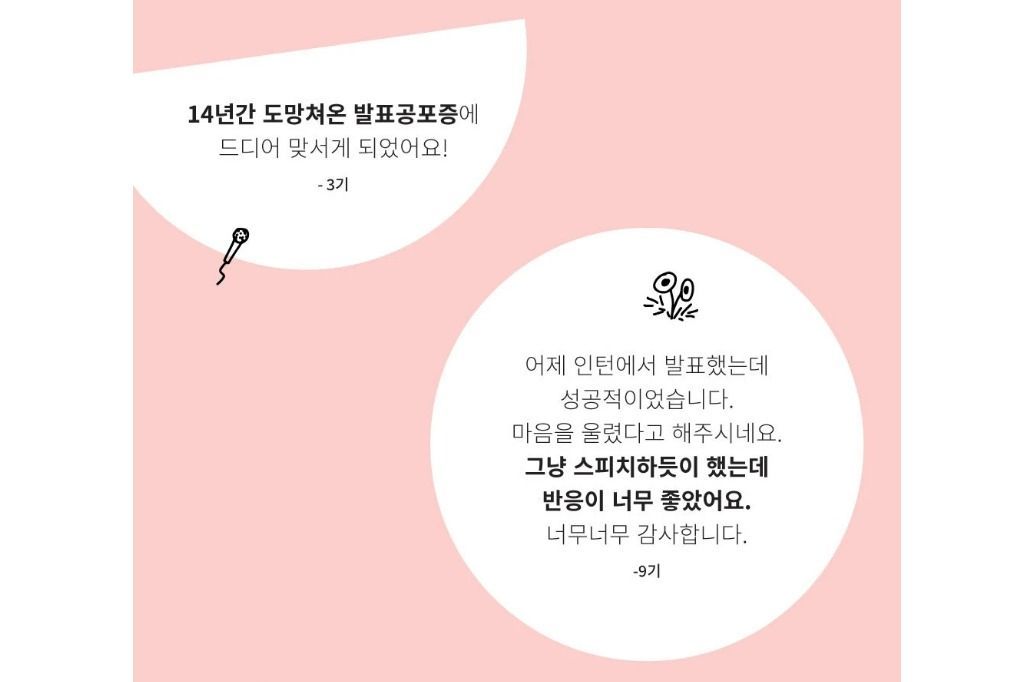 14년간 도망쳐온 발표공포증에
드디어 맞서게 되었어요!
- 3기
어제 인턴에서 발표했는데
성공적이었습니다.
마음을 울렸다고 해주시네요.
그냥 스피치하듯이 했는데
반응이 너무 좋았어요.
너무너무 감사합니다.
-9기